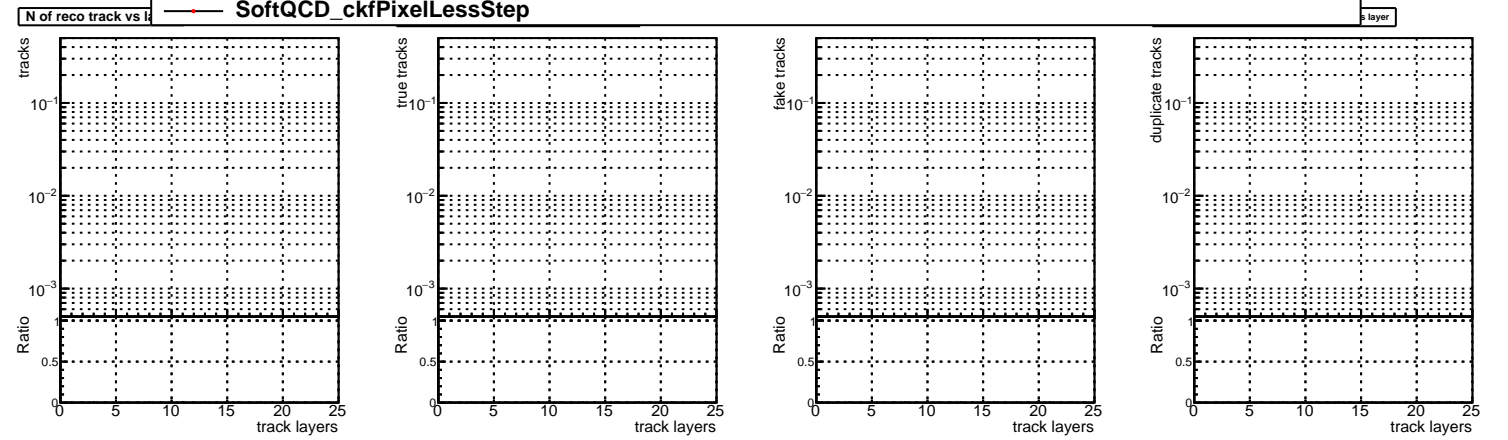 SoftQCD_ckfPixelLessStep
N of reco track vs
s layer
tracks
10⁻¹
10⁻²
10⁻³
Ratio
1
0.5
0
0 5 10 15 20 25
track layers
true tracks
10⁻¹
10⁻²
10⁻³
Ratio
1
0.5
0
0 5 10 15 20 25
track layers
fake tracks
10⁻¹
10⁻²
10⁻³
Ratio
1
0.5
0
0 5 10 15 20 25
track layers
duplicate tracks
10⁻¹
10⁻²
10⁻³
Ratio
1
0.5
0
0 5 10 15 20 25
track layers